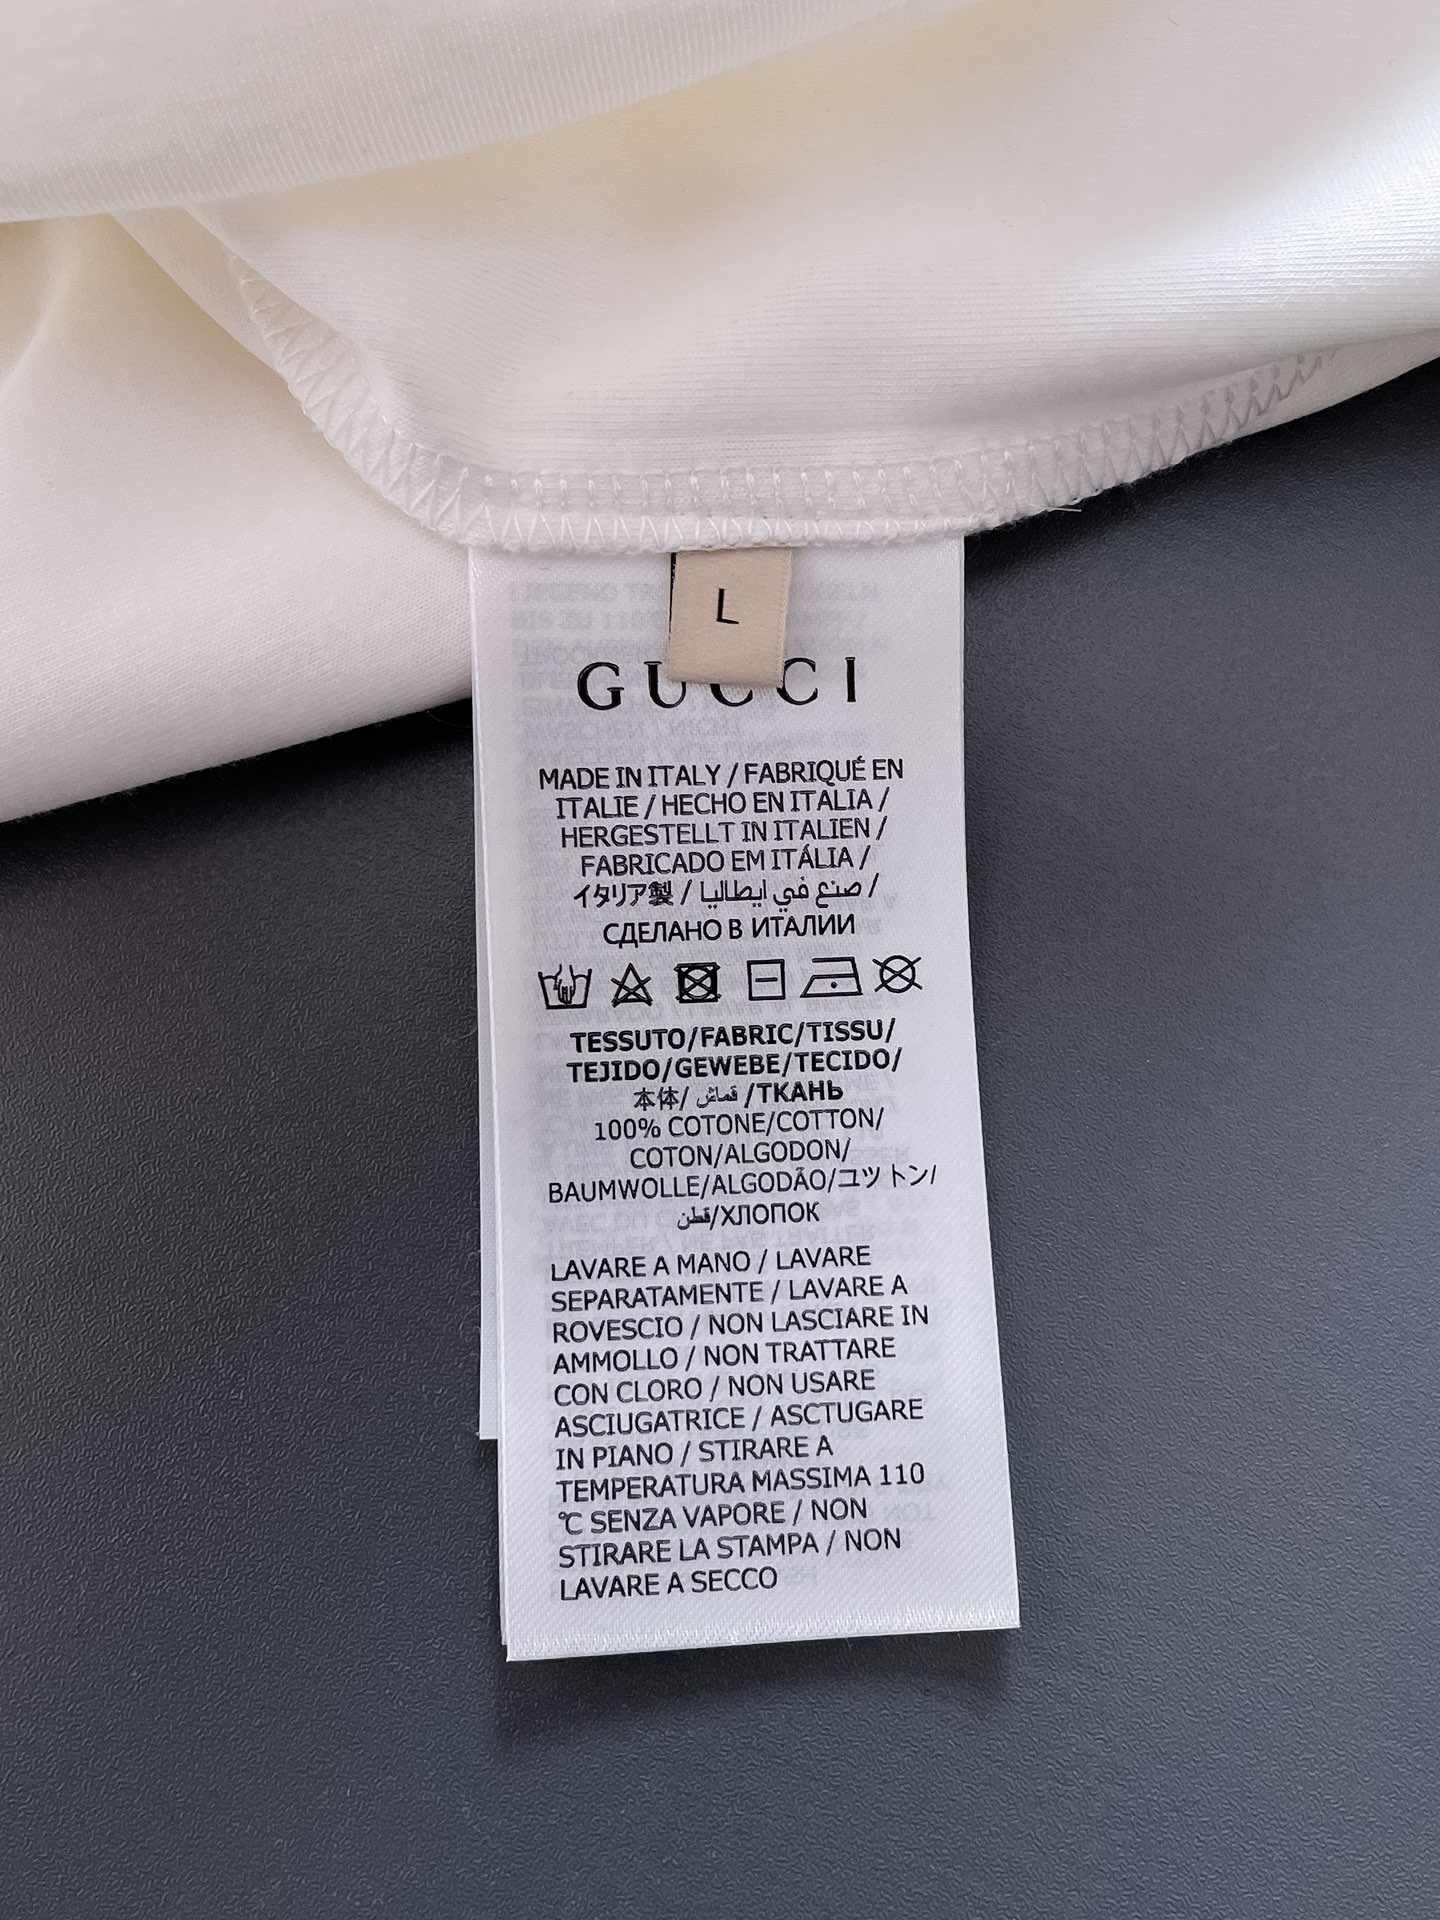 L
GUCCI
MADE IN ITALY / FABRIQUÉ EN
ITALIE / HECHO EN ITALIA /
HERGESTELLT IN ITALIEN /
FABRICADO EM ITÁLIA /
イタリア製 / صنع في ايطاليا /
СДЕЛАНО В ИТАЛИИ
TESSUTO/FABRIC/TISSU/
TEJIDO/GEWEBE/TECIDO/
本体/ قماش /ТКАНЬ
100% COTONE/COTTON/
COTON/ALGODON/
BAUMWOLLE/ALGODÃO/コツトン/
قطن/ХЛОПОК
LAVARE A MANO / LAVARE
SEPARATAMENTE / LAVARE A
ROVESCIO / NON LASCIARE IN
AMMOLLO / NON TRATTARE
CON CLORO / NON USARE
ASCIUGATRICE / ASCTUGARE
IN PIANO / STIRARE A
TEMPERATURA MASSIMA 110
℃ SENZA VAPORE / NON
STIRARE LA STAMPA / NON
LAVARE A SECCO